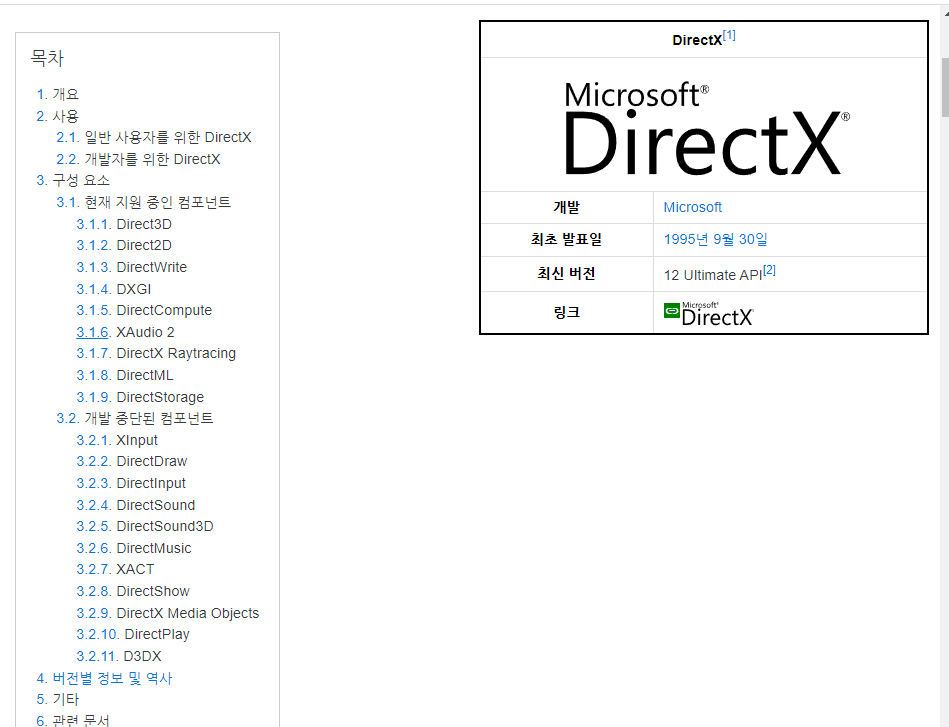 목차
1. 개요
2. 사용
2.1. 일반 사용자를 위한 DirectX
2.2. 개발자를 위한 DirectX
3. 구성 요소
3.1. 현재 지원 중인 컴포넌트
3.1.1. Direct3D
3.1.2. Direct2D
3.1.3. DirectWrite
3.1.4. DXGI
3.1.5. DirectCompute
3.1.6. XAudio 2
3.1.7. DirectX Raytracing
3.1.8. DirectML
3.1.9. DirectStorage
3.2. 개발 중단된 컴포넌트
3.2.1. XInput
3.2.2. DirectDraw
3.2.3. DirectInput
3.2.4. DirectSound
3.2.5. DirectSound3D
3.2.6. DirectMusic
3.2.7. XACT
3.2.8. DirectShow
3.2.9. DirectX Media Objects
3.2.10. DirectPlay
3.2.11. D3DX
4. 버전별 정보 및 역사
5. 기타
6. 관련 문서
DirectX[1]
Microsoft®
DirectX®
개발 Microsoft
최초 발표일 1995년 9월 30일
최신 버전 12 Ultimate API[2]
링크 Microsoft® DirectX®